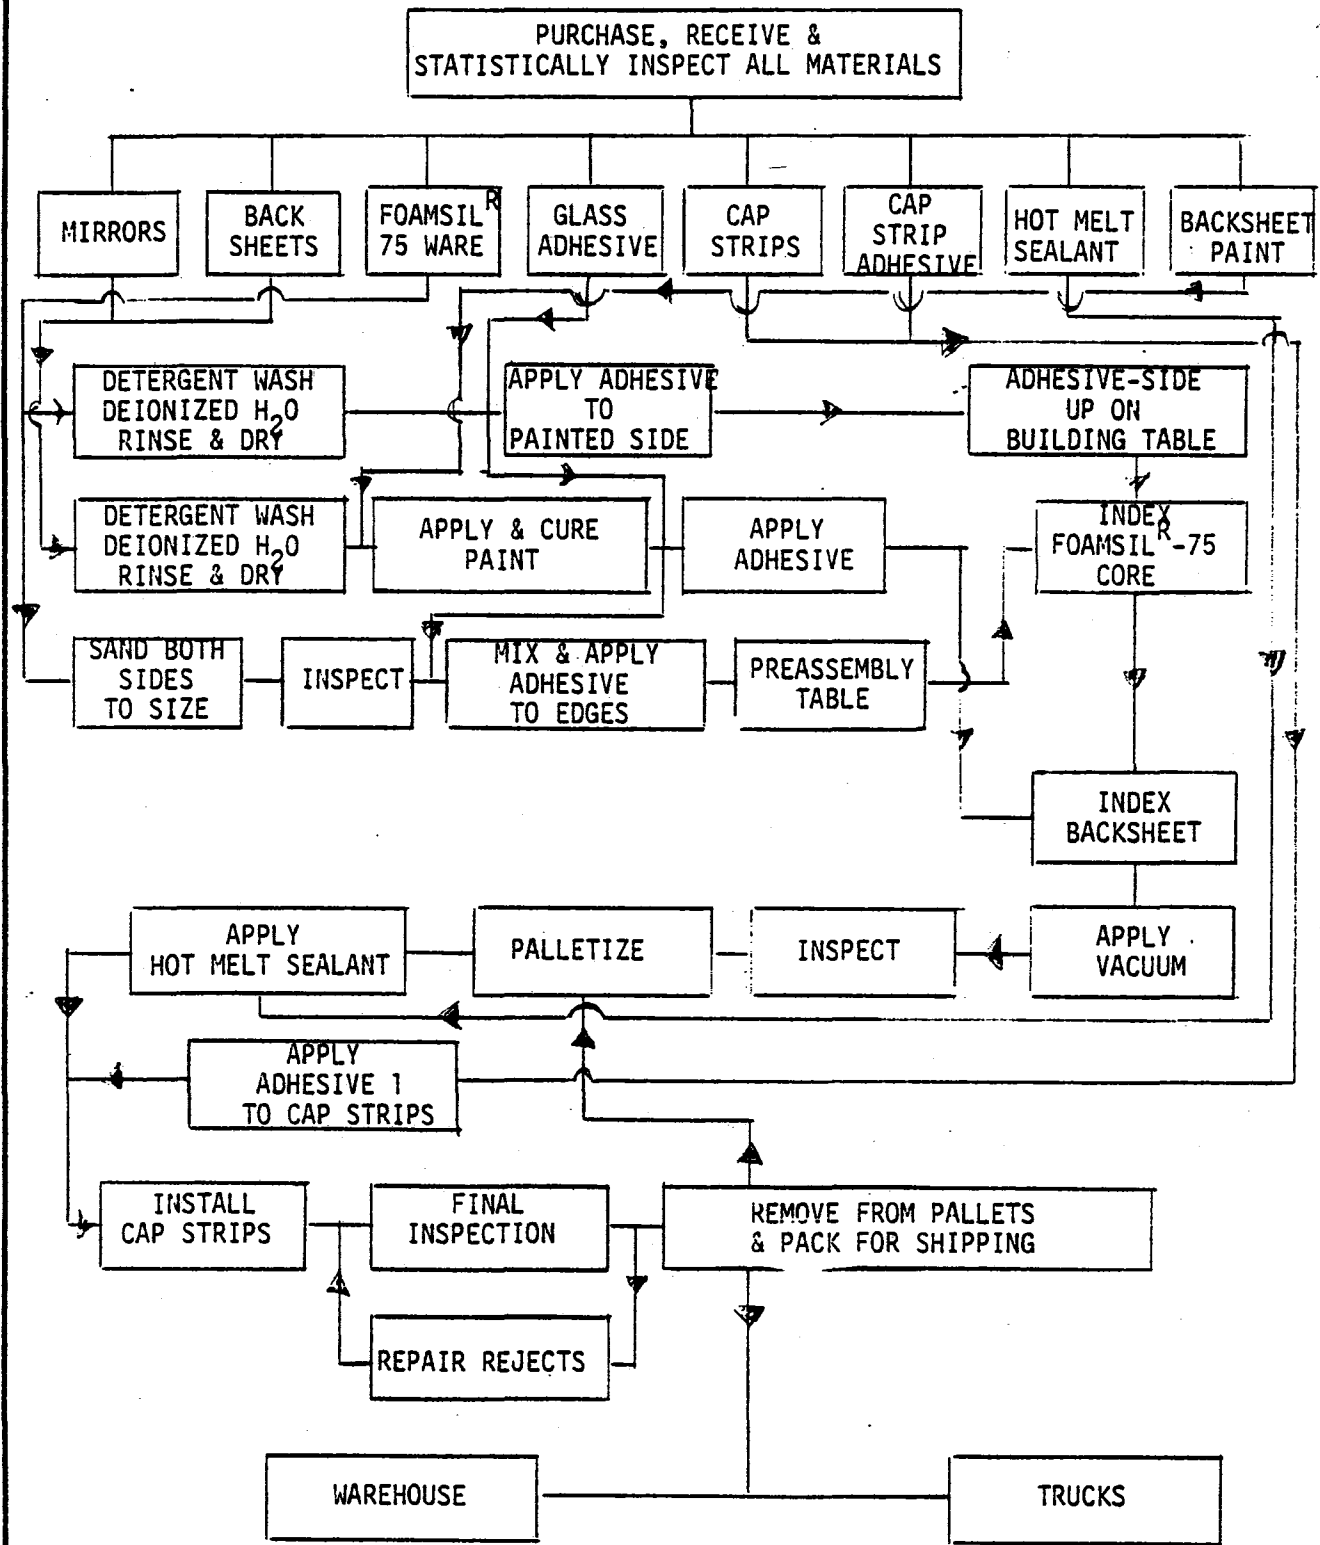 PURCHASE, RECEIVE &
STATISTICALLY INSPECT ALL MATERIALS
MIRRORS
BACK
SHEETS
FOAMSIL R
75 WARE
GLASS
ADHESIVE
CAP
STRIPS
CAP
STRIP
ADHESIVE
HOT MELT
SEALANT
BACKSHEET
PAINT
DETERGENT WASH
DEIONIZED H2O
RINSE & DRY
APPLY ADHESIVE
TO
PAINTED SIDE
ADHESIVE-SIDE
UP ON
BUILDING TABLE
DETERGENT WASH
DEIONIZED H2O
RINSE & DRY
APPLY & CURE
PAINT
APPLY
ADHESIVE
INDEX
FOAMSIL R-75
CORE
SAND BOTH
SIDES
TO SIZE
INSPECT
MIX & APPLY
ADHESIVE
TO EDGES
PREASSEMBLY
TABLE
INDEX
BACKSHEET
APPLY
HOT MELT SEALANT
PALLETIZE
INSPECT
APPLY
VACUUM
APPLY
ADHESIVE 1
TO CAP STRIPS
INSTALL
CAP STRIPS
FINAL
INSPECTION
REMOVE FROM PALLETS
& PACK FOR SHIPPING
REPAIR REJECTS
WAREHOUSE
TRUCKS